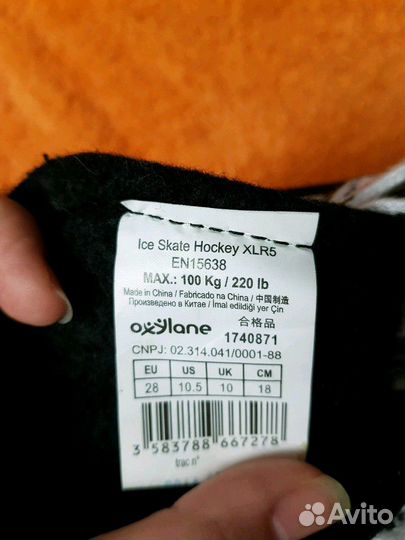 Ice Skate Hockey XLR5
EN15638
MAX.: 100 Kg / 220 lb
Made in China / Fabricado na China / 中国制造
Произведено в Китае / İmal edildiği yer Çin
oxylane 合格品
1740871
CNPJ: 02.314.041/0001-88
EU US UK CM
28 10.5 10 18
3 583788 667278
trac n°
Avito